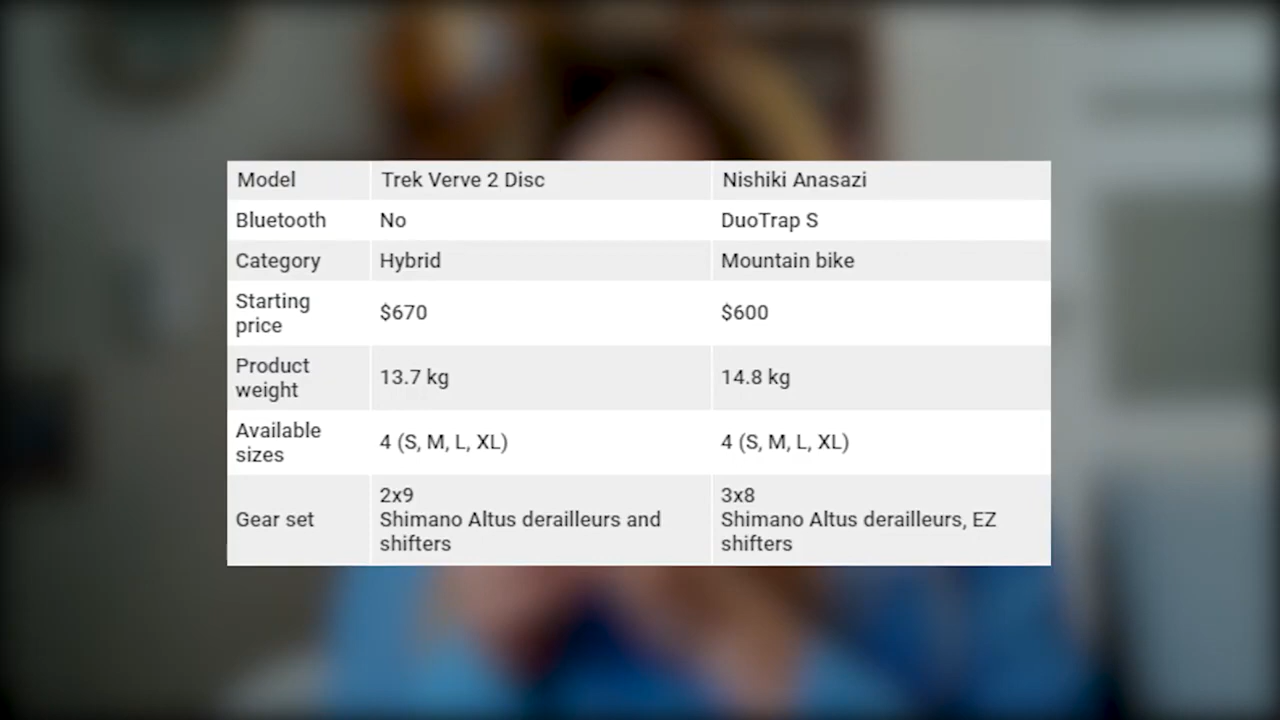 Model Trek Verve 2 Disc Nishiki Anasazi
Bluetooth No DuoTrap S
Category Hybrid Mountain bike
Starting
price
$670 $600
Product
weight
13.7 kg 14.8 kg
Available
sizes
4 (S, M, L, XL) 4 (S, M, L, XL)
Gear set
2x9
Shimano Altus derailleurs and
shifters
3x8
Shimano Altus derailleurs, EZ
shifters